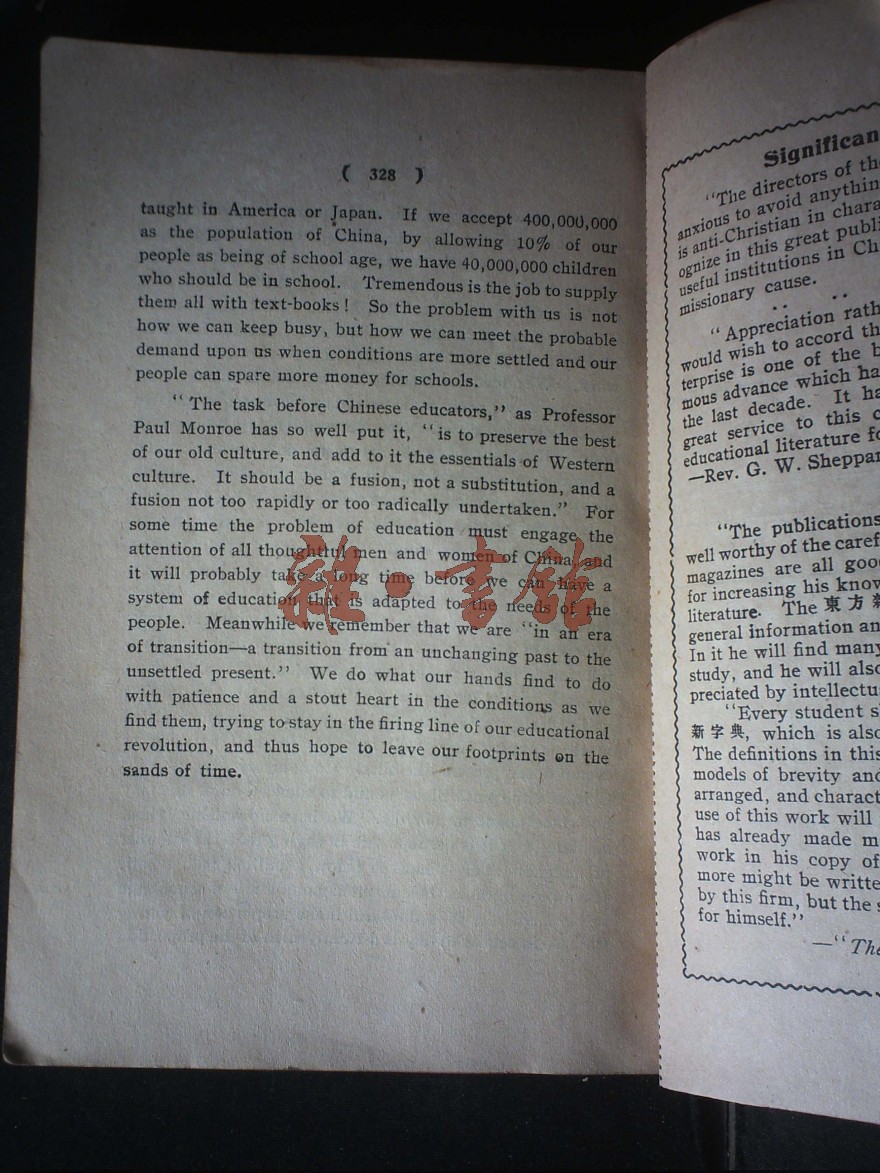 ( 328 )
taught in America or Japan. If we accept 400,000,000
as the population of China, by allowing 10% of our
people as being of school age, we have 40,000,000 children
who should be in school. Tremendous is the job to supply
them all with text-books! So the problem with us is not
how we can keep busy, but how we can meet the probable
demand upon us when conditions are more settled and our
people can spare more money for schools.
"The task before Chinese educators," as Professor
Paul Monroe has so well put it, "is to preserve the best
of our old culture, and add to it the essentials of Western
culture. It should be a fusion, not a substitution, and a
fusion not too rapidly or too radically undertaken." For
some time the problem of education must engage the
attention of all thoughtful men and women of China, and
it will probably take a long time before we can have a
system of education that is adapted to the needs of the
people. Meanwhile we remember that we are "in an era
of transition—a transition from an unchanging past to the
unsettled present." We do what our hands find to do
with patience and a stout heart in the conditions as we
find them, trying to stay in the firing line of our educational
revolution, and thus hope to leave our footprints on the
sands of time.
雜·書館
Significan
"The directors of the
anxious to avoid anythin
is anti-Christian in chara
ognize in this great publi
useful institutions in Ch
missionary cause.
"Appreciation rath
would wish to accord th
terprise is one of the b
mous advance which ha
the last decade. It ha
great service to this c
educational literature fo
—Rev. G. W. Sheppar
"The publications
well worthy of the caref
magazines are all goo
for increasing his know
literature. The 東方雜
general information an
In it he will find many
study, and he will also
preciated by intellectu
"Every student s
新字典, which is also
The definitions in this
models of brevity and
arranged, and charact
use of this work will
has already made m
work in his copy of
more might be writte
by this firm, but the s
for himself."
—"The